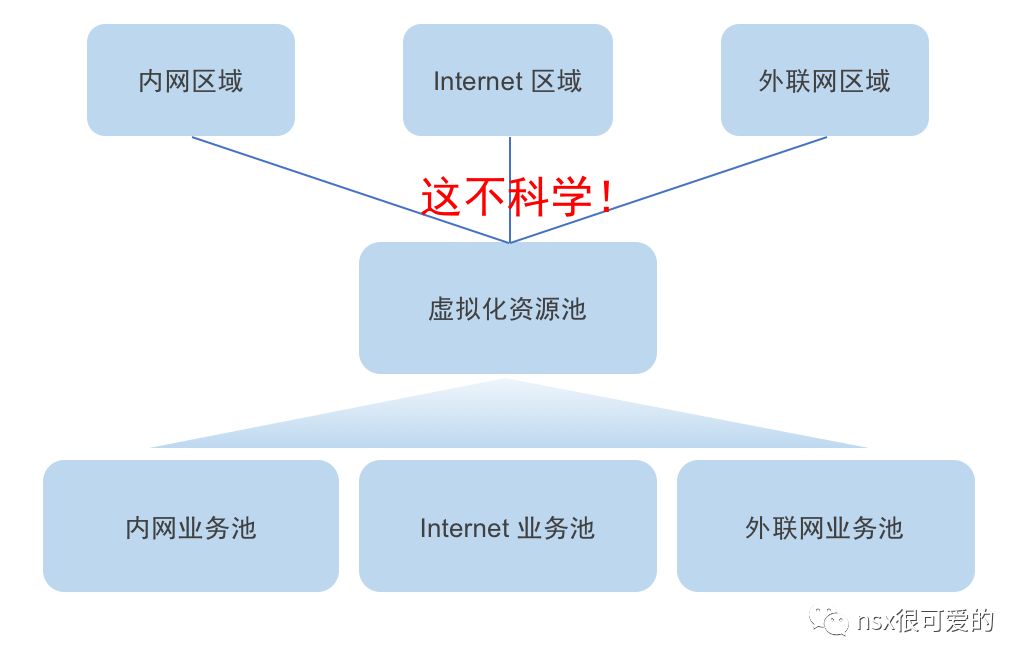 内网区域
Internet 区域
外联网区域
这不科学！
虚拟化资源池
内网业务池
Internet 业务池
外联网业务池
nsx很可爱的